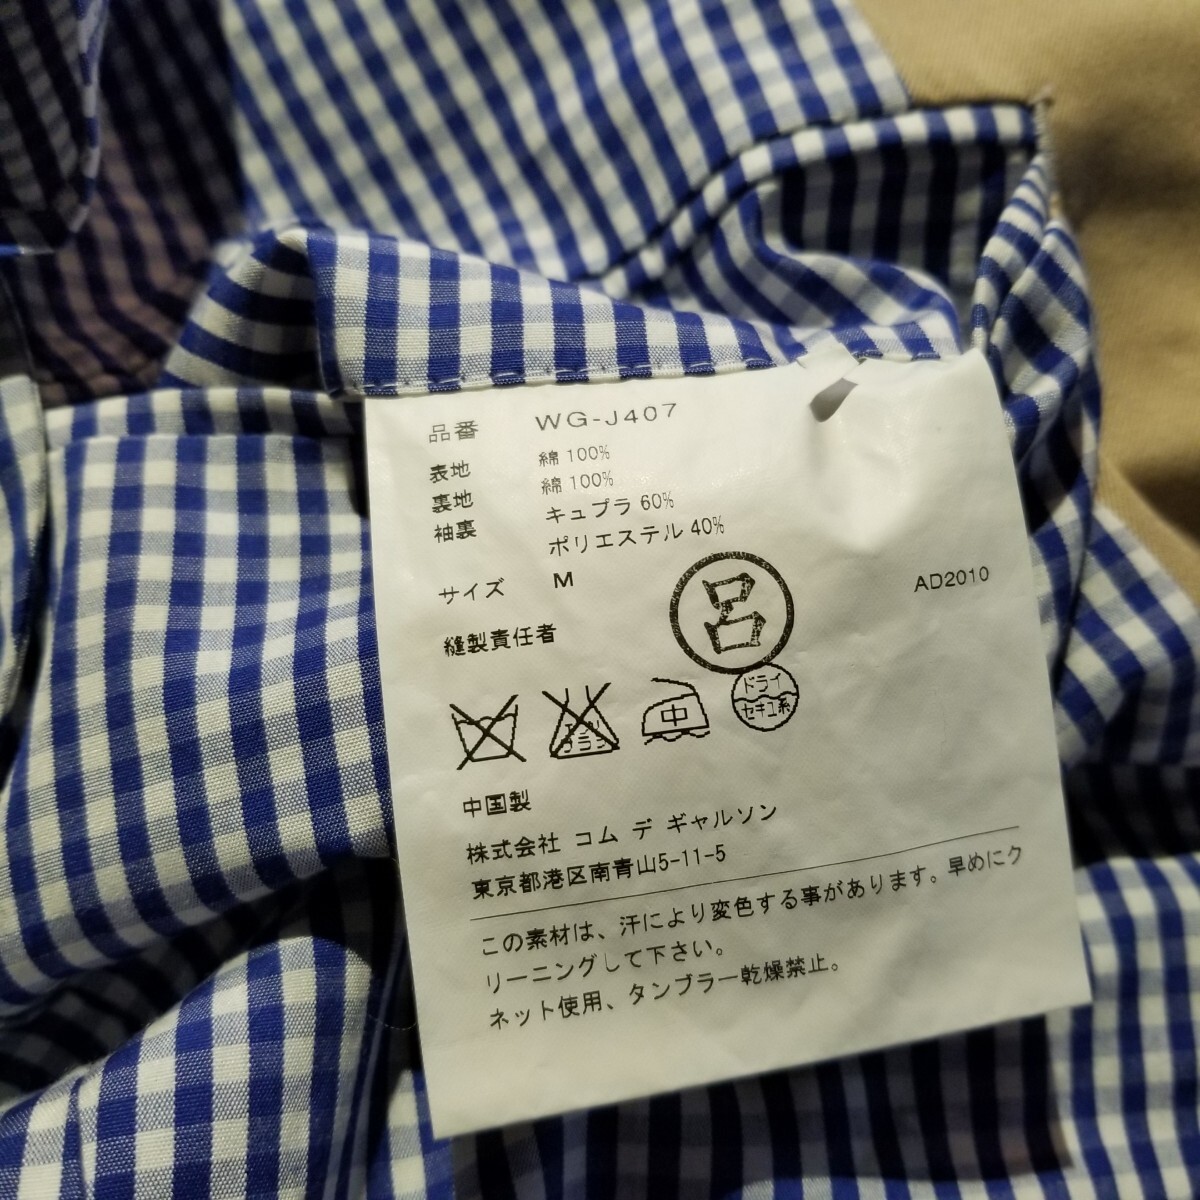 品番 WG-J407
表地 綿 100%
裏地 綿 100%
袖裏 キュプラ 60%
ポリエステル 40%
サイズ M
AD2010
縫製責任者 呂
エンソ
サラシ
中
ドライ
セキユ系
中国製
株式会社 コム デ ギャルソン
東京都港区南青山5-11-5
この素材は、汗により変色する事があります。早めにク
リーニングして下さい。
ネット使用、タンブラー乾燥禁止。